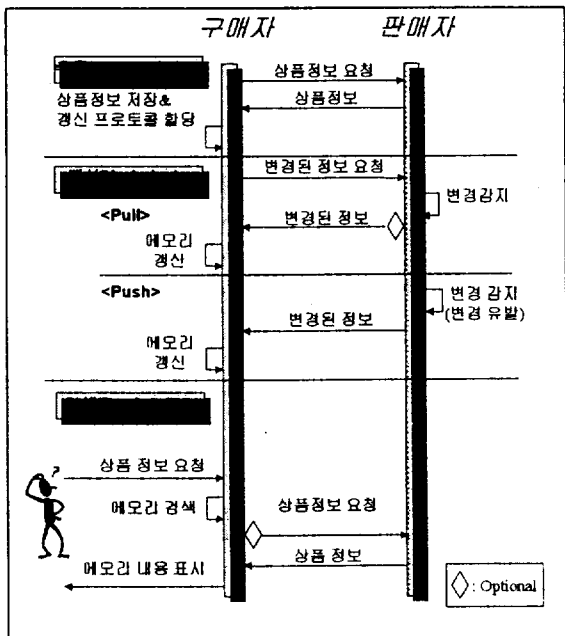 구매자 판매자
상품정보 요청
상품정보
상품정보 저장&
갱신 프로토콜 할당
변경된 정보 요청
변경감지
<Pull>
변경된 정보
메모리
갱신
<Push>
변경 감지
(변경 유발)
변경된 정보
메모리
갱신
상품 정보 요청
?
메모리 검색
상품정보 요청
상품 정보
메모리 내용 표시
: Optional